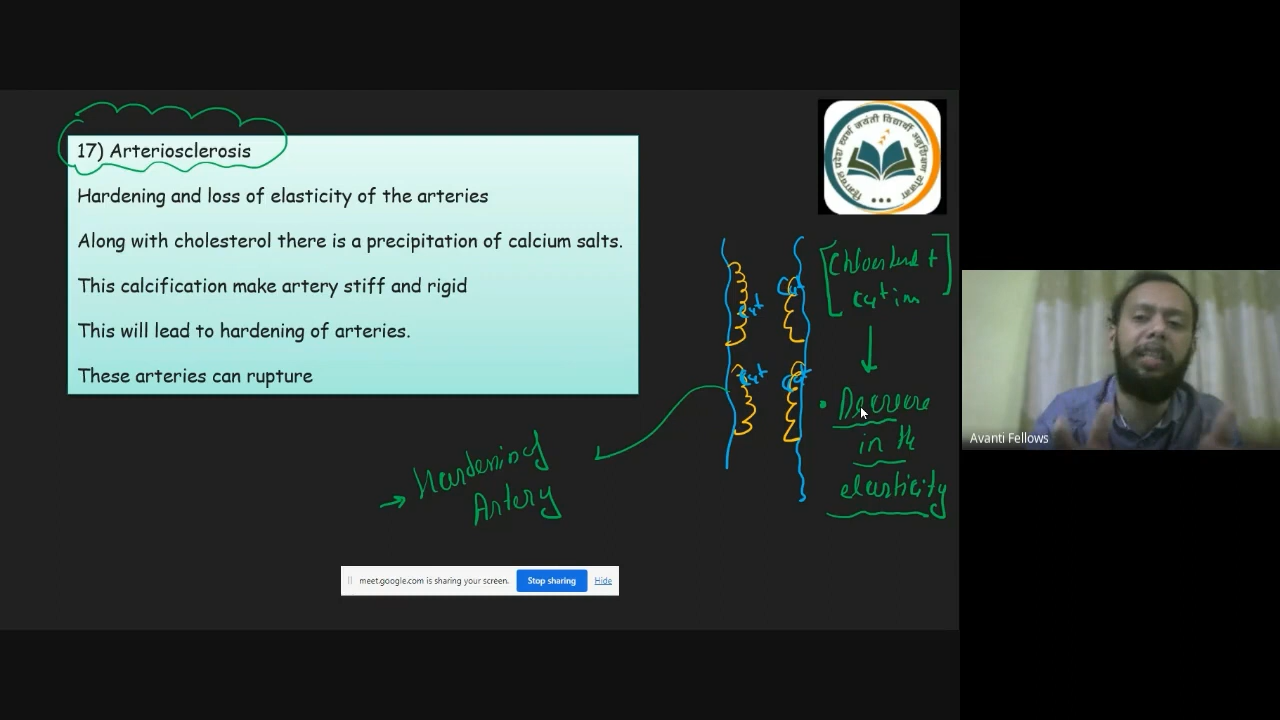 17) Arteriosclerosis
Hardening and loss of elasticity of the arteries
Along with cholesterol there is a precipitation of calcium salts.
This calcification make artery stiff and rigid
This will lead to hardening of arteries.
These arteries can rupture
Decrease
in the
elasticity
→ Hardening of
Artery
meet.google.com is sharing your screen.
Stop sharing
Hide
Avanti Fellows